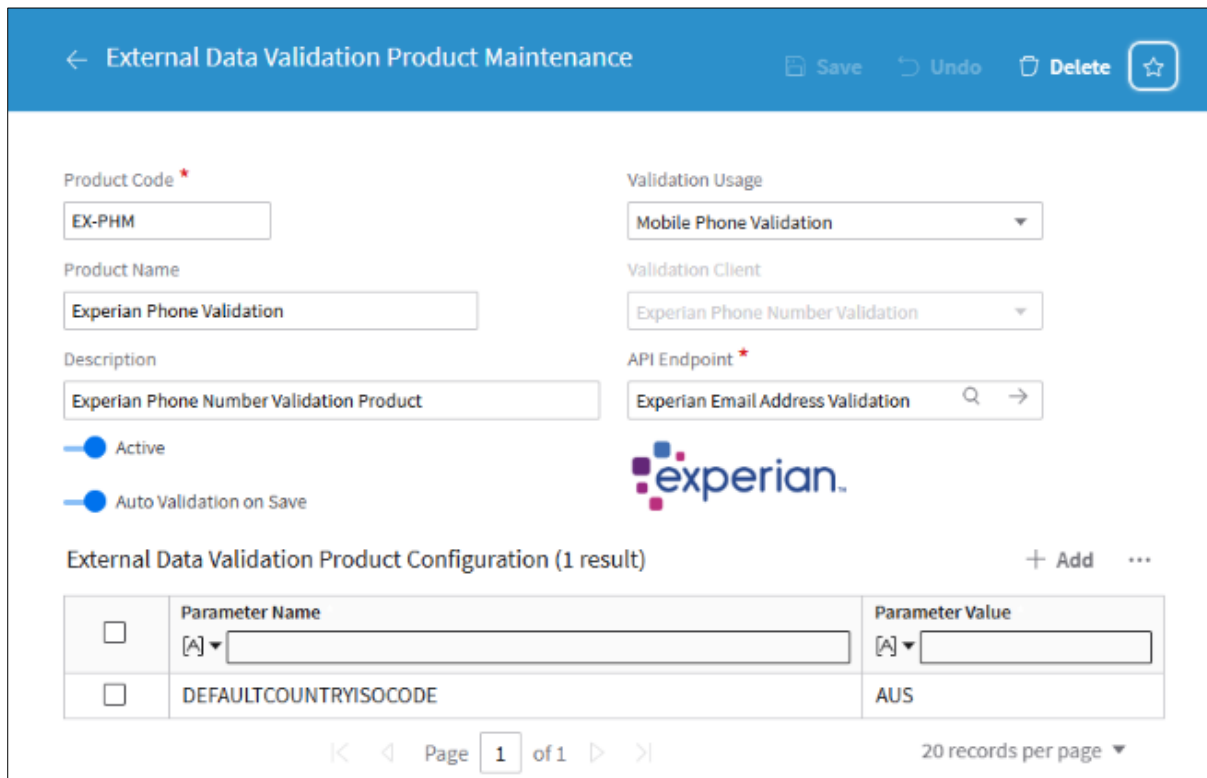 External Data Validation Product Maintenance
Save Undo Delete
Product Code *
EX-PHM
Validation Usage
Mobile Phone Validation
Product Name
Experian Phone Validation
Validation Client
Experian Phone Number Validation
Description
Experian Phone Number Validation Product
API Endpoint *
Experian Email Address Validation
Active
Auto Validation on Save
experian™
External Data Validation Product Configuration (1 result)
Add ...
Parameter Name Parameter Value
[A] [A]
DEFAULTCOUNTRYISOCODE AUS
Page 1 of 1
20 records per page